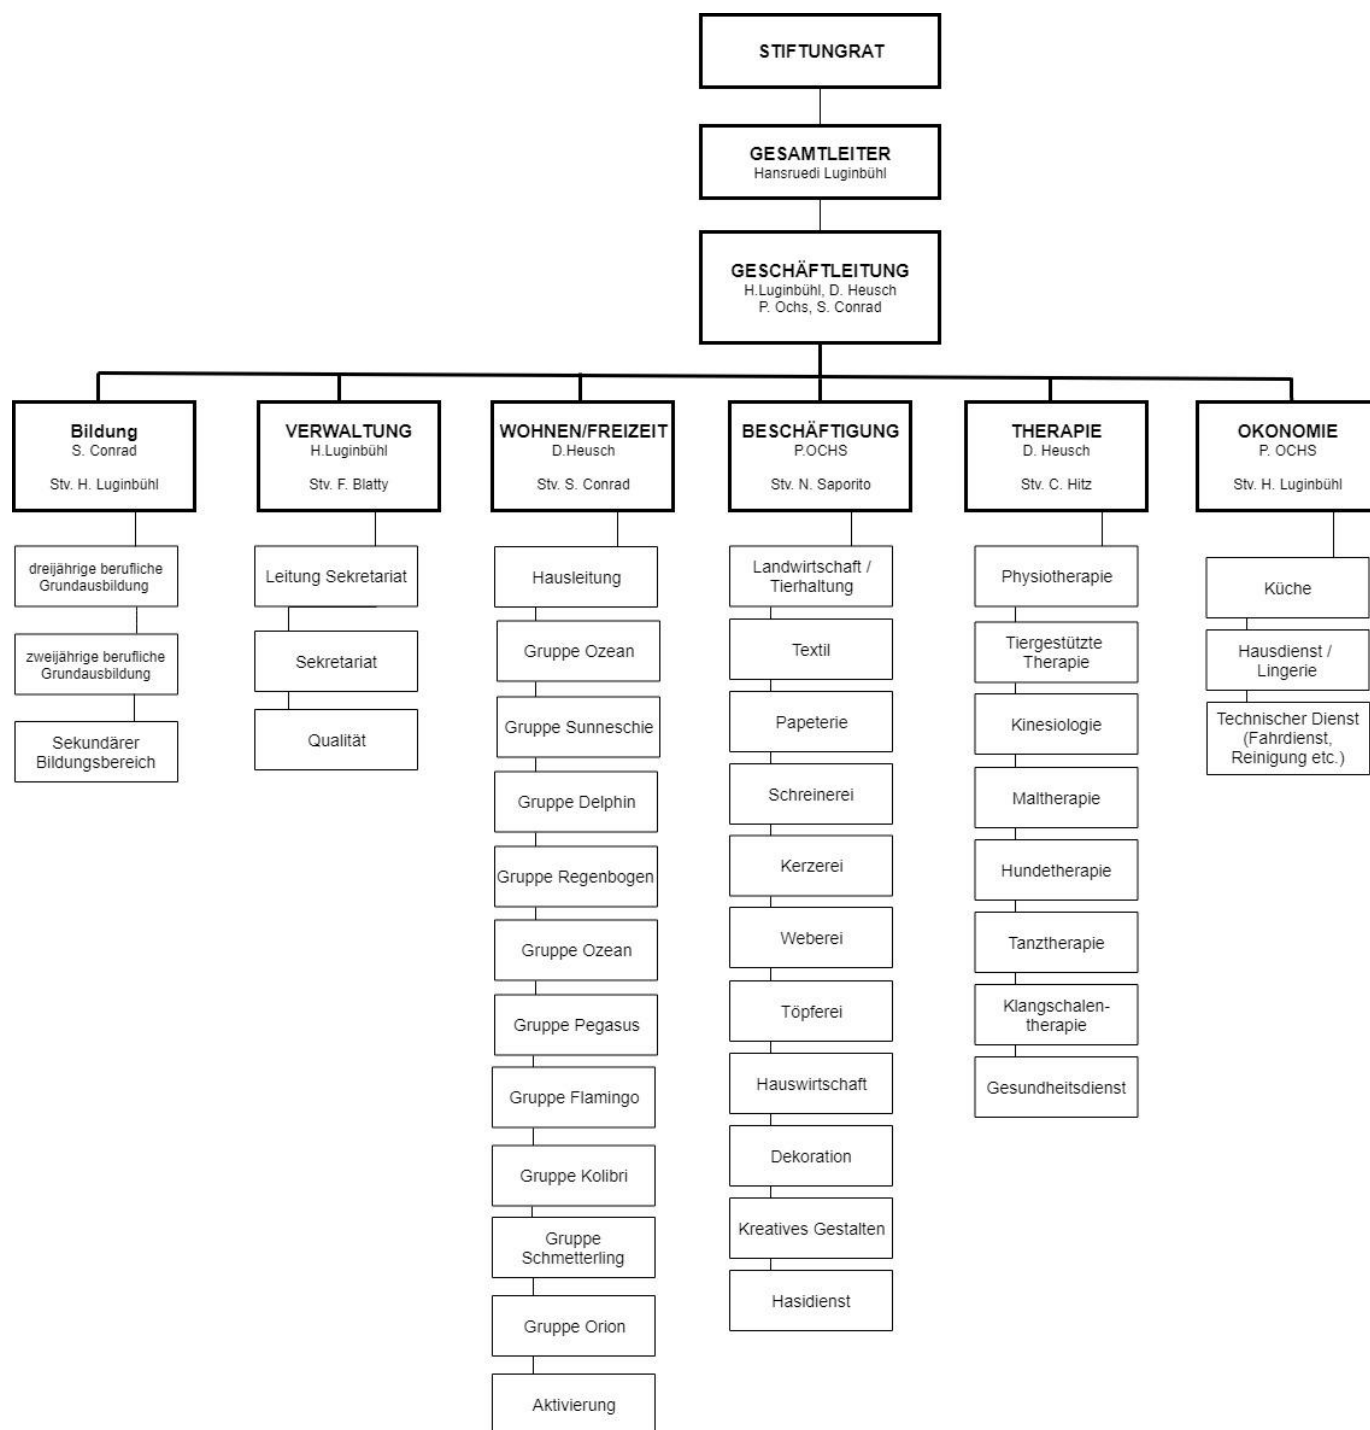 STIFTUNGRAT
GESAMTLEITER
Hansruedi Luginbühl
GESCHÄFTLEITUNG
H.Luginbühl, D. Heusch
P. Ochs, S. Conrad
Bildung
S. Conrad
Stv. H. Luginbühl
dreijährige berufliche
Grundausbildung
zweijährige berufliche
Grundausbildung
Sekundärer
Bildungsbereich
VERWALTUNG
H.Luginbühl
Stv. F. Blatty
Leitung Sekretariat
Sekretariat
Qualität
WOHNEN/FREIZEIT
D.Heusch
Stv. S. Conrad
Hausleitung
Gruppe Ozean
Gruppe Sunneschie
Gruppe Delphin
Gruppe Regenbogen
Gruppe Ozean
Gruppe Pegasus
Gruppe Flamingo
Gruppe Kolibri
Gruppe
Schmetterling
Gruppe Orion
Aktivierung
BESCHÄFTIGUNG
P.OCHS
Stv. N. Saporito
Landwirtschaft /
Tierhaltung
Textil
Papeterie
Schreinerei
Kerzerei
Weberei
Töpferei
Hauswirtschaft
Dekoration
Kreatives Gestalten
Hasidienst
THERAPIE
D. Heusch
Stv. C. Hitz
Physiotherapie
Tiergestützte
Therapie
Kinesiologie
Maltherapie
Hundetherapie
Tanztherapie
Klangschalen-
therapie
Gesundheitsdienst
OKONOMIE
P. OCHS
Stv. H. Luginbühl
Küche
Hausdienst /
Lingerie
Technischer Dienst
(Fahrdienst,
Reinigung etc.)